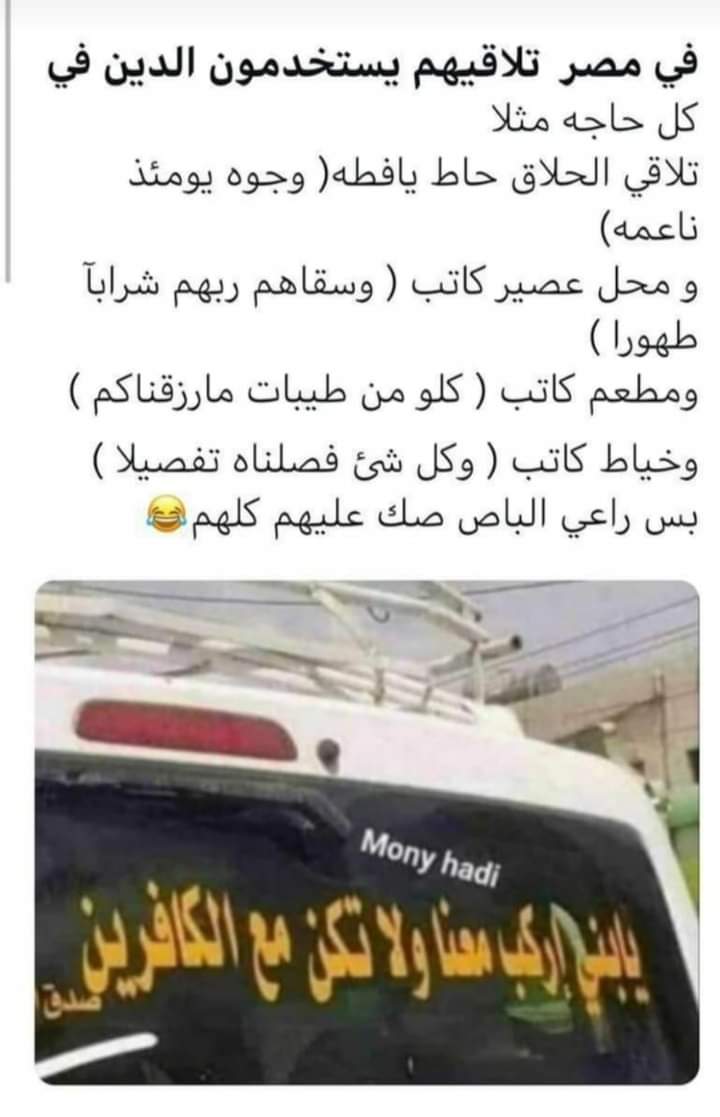 في مصر تلاقيهم يستخدمون الدين في
كل حاجه مثلا
تلاقي الحلاق حاط يافطه( وجوه يومئذ
ناعمه)
و محل عصير كاتب ( وسقاهم ربهم شراباً
طهورا )
ومطعم كاتب ( كلو من طيبات مارزقناكم )
وخياط كاتب ( وكل شئ فصلناه تفصيلا )
بس راعي الباص صك عليهم كلهم😂
Mony hadi
يابني إركب معنا ولا تكن مع الكافرين
صدق